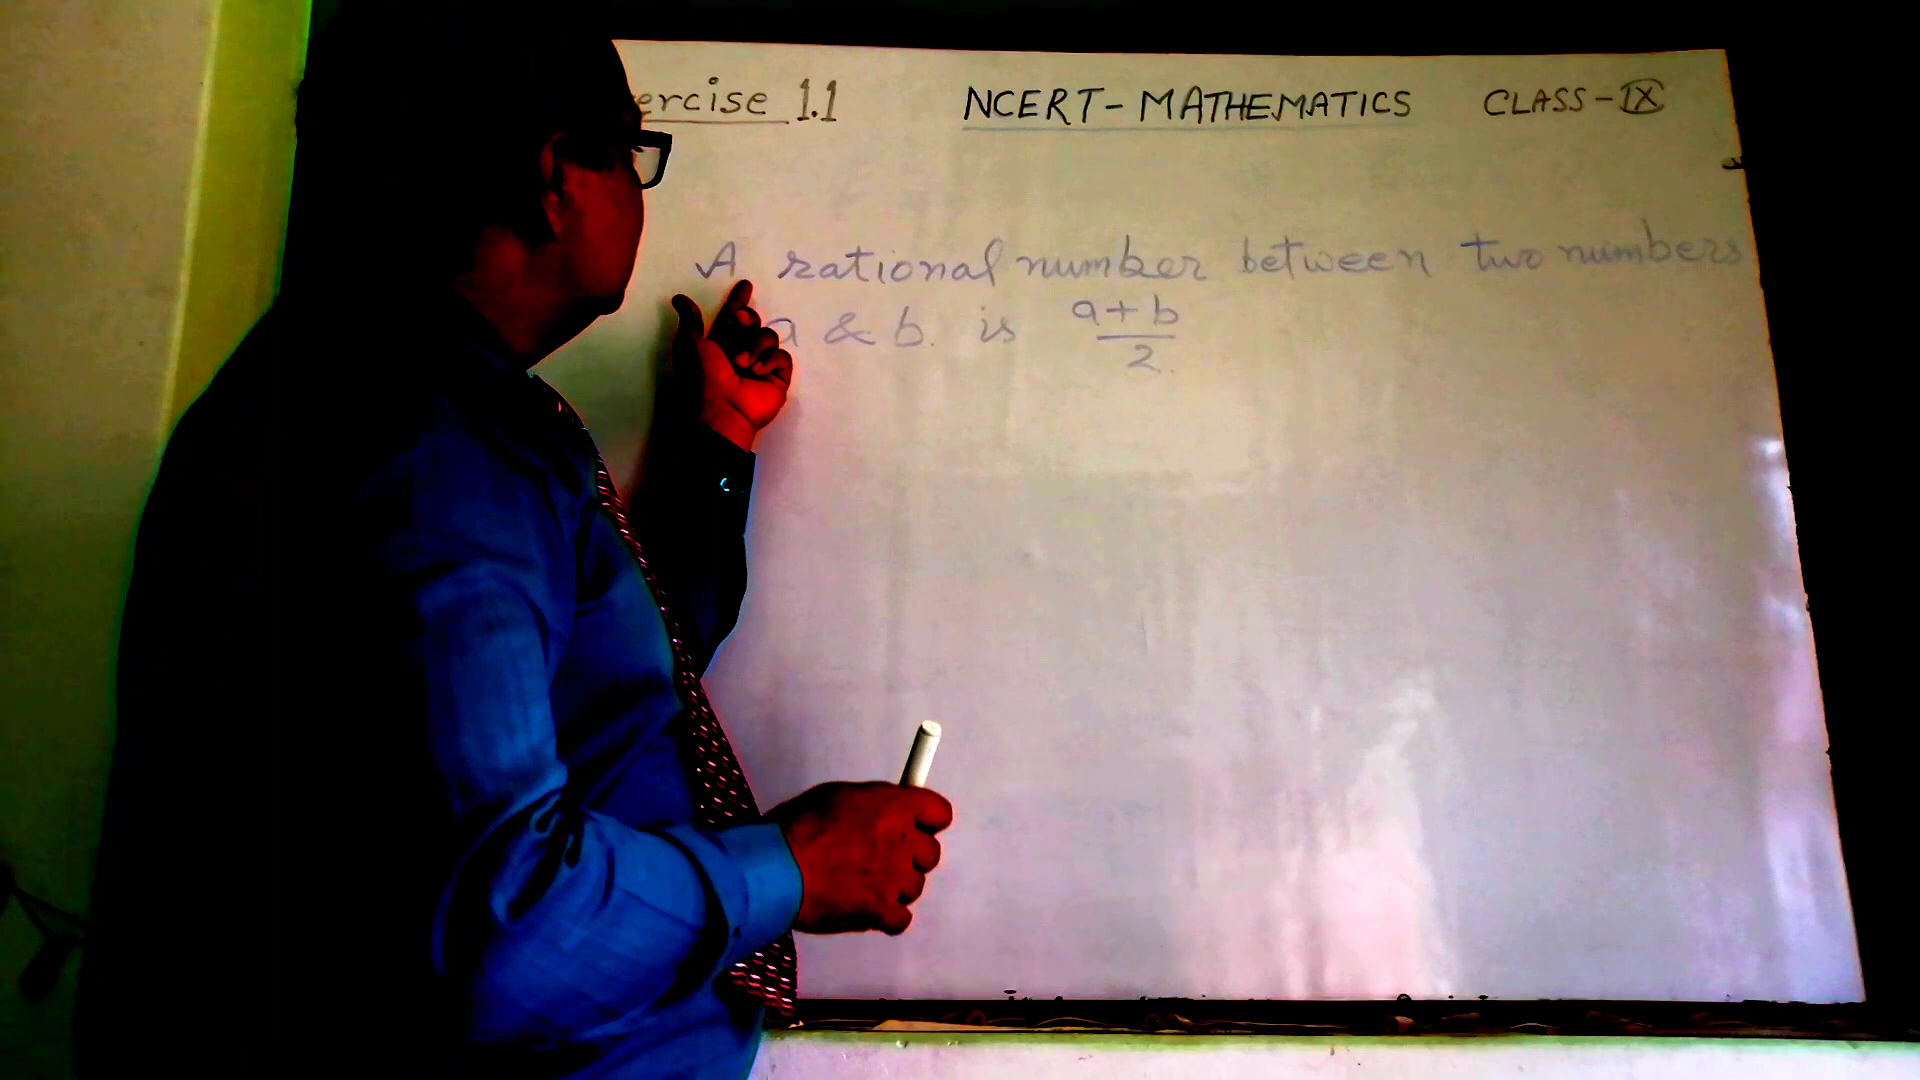 ercise 1.1 NCERT-MATHEMATICS CLASS-IX
A rational number between two numbers
a & b. is a+b/2.